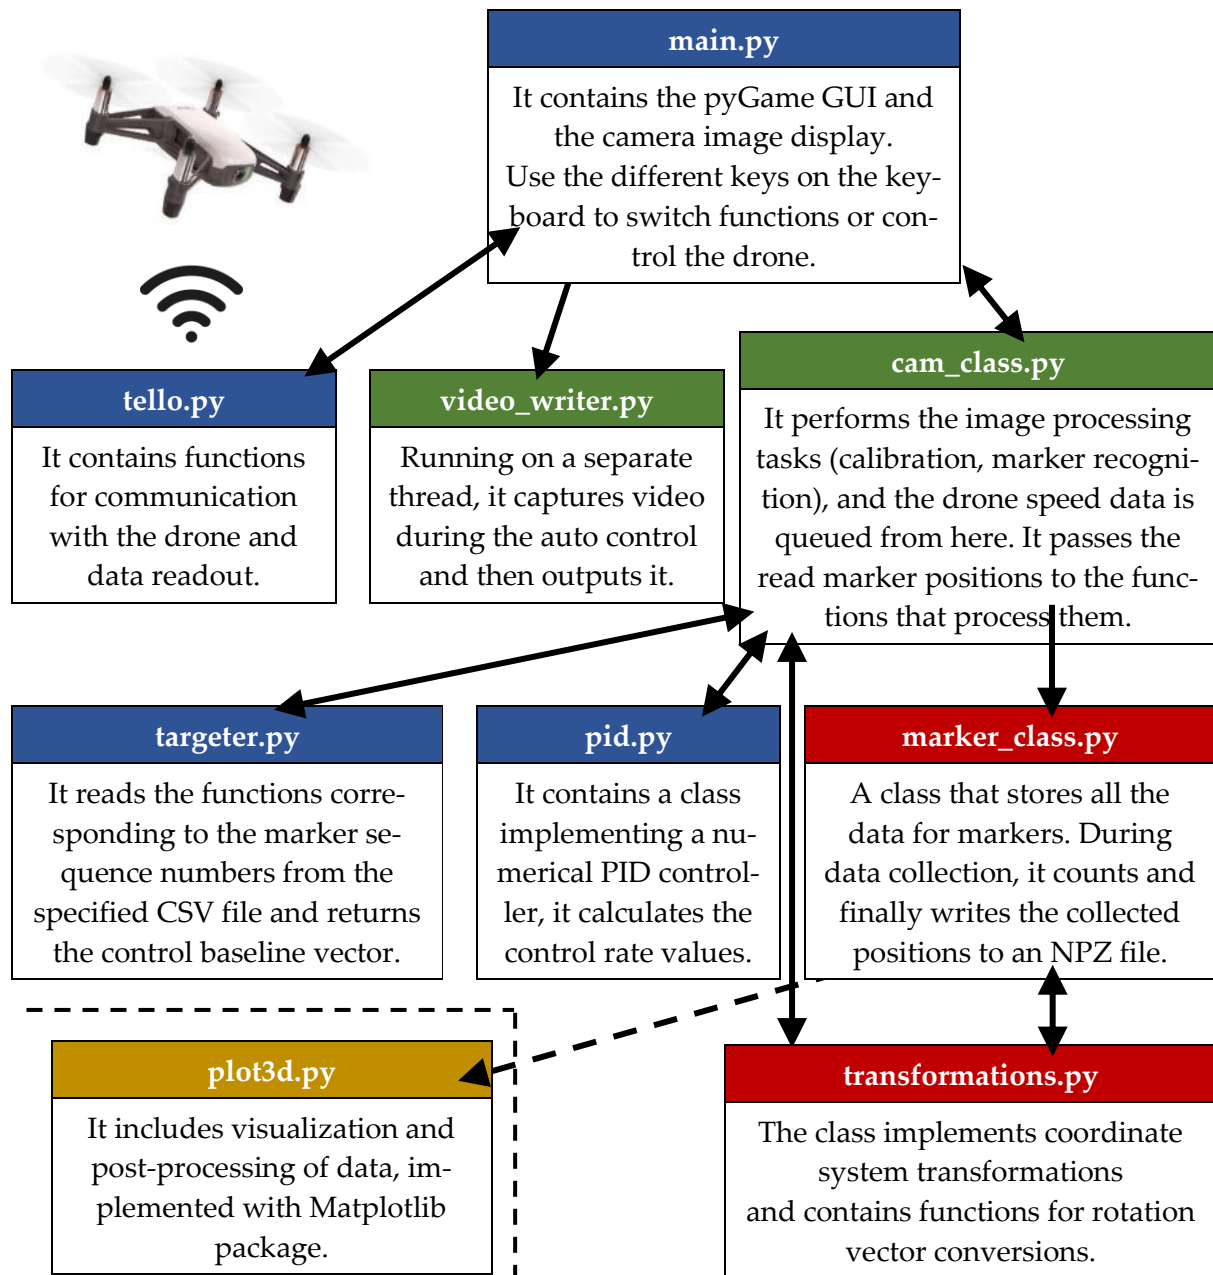 main.py
It contains the pyGame GUI and
the camera image display.
Use the different keys on the key-
board to switch functions or con-
trol the drone.
tello.py
It contains functions
for communication
with the drone and
data readout.
video_writer.py
Running on a separate
thread, it captures video
during the auto control
and then outputs it.
cam_class.py
It performs the image processing
tasks (calibration, marker recogni-
tion), and the drone speed data is
queued from here. It passes the
read marker positions to the func-
tions that process them.
targeter.py
It reads the functions corre-
sponding to the marker se-
quence numbers from the
specified CSV file and returns
the control baseline vector.
pid.py
It contains a class
implementing a nu-
merical PID control-
ler, it calculates the
control rate values.
marker_class.py
A class that stores all the
data for markers. During
data collection, it counts and
finally writes the collected
positions to an NPZ file.
plot3d.py
It includes visualization and
post-processing of data, im-
plemented with Matplotlib
package.
transformations.py
The class implements coordinate
system transformations
and contains functions for rotation
vector conversions.